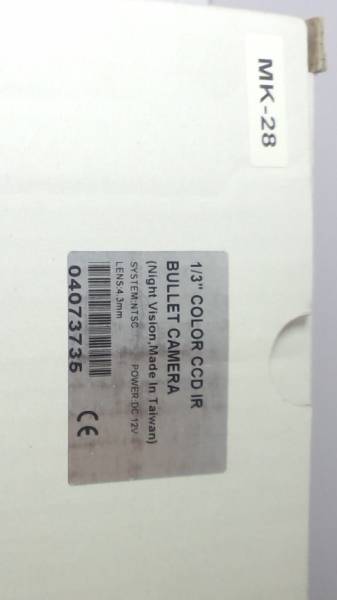 MK-28
1/3" COLOR CCD IR
BULLET CAMERA
(Night Vision,Made In Taiwan)
SYSTEM:NTSC POWER:DC 12V
LENS:4.3mm
04073735
CE